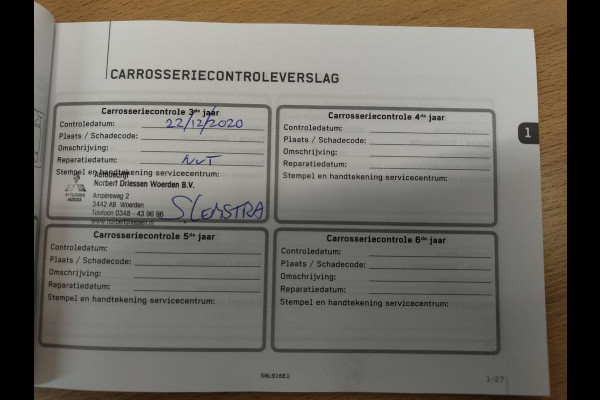 CARROSSERIECONTROLEVERSLAG
1
Carrosseriecontrole 3de jaar
Controledatum: 22/12/2020
Plaats / Schadecode:
Omschrijving:
Reparatiedatum: NVT
Stempel en handtekening servicecentrum:
Autobedrijf
Norbert Driessen Woerden B.V.
Ampèreweg 2
3442 AB Woerden
Telefoon 0348 - 43 96 96
Carrosseriecontrole 4de jaar
Controledatum:
Plaats / Schadecode:
Omschrijving:
Reparatiedatum:
Stempel en handtekening servicecentrum:
Carrosseriecontrole 5de jaar
Controledatum:
Plaats / Schadecode:
Omschrijving:
Reparatiedatum:
Stempel en handtekening servicecentrum:
Carrosseriecontrole 6de jaar
Controledatum:
Plaats / Schadecode:
Omschrijving:
Reparatiedatum:
Stempel en handtekening servicecentrum:
SNL916E1
1-27